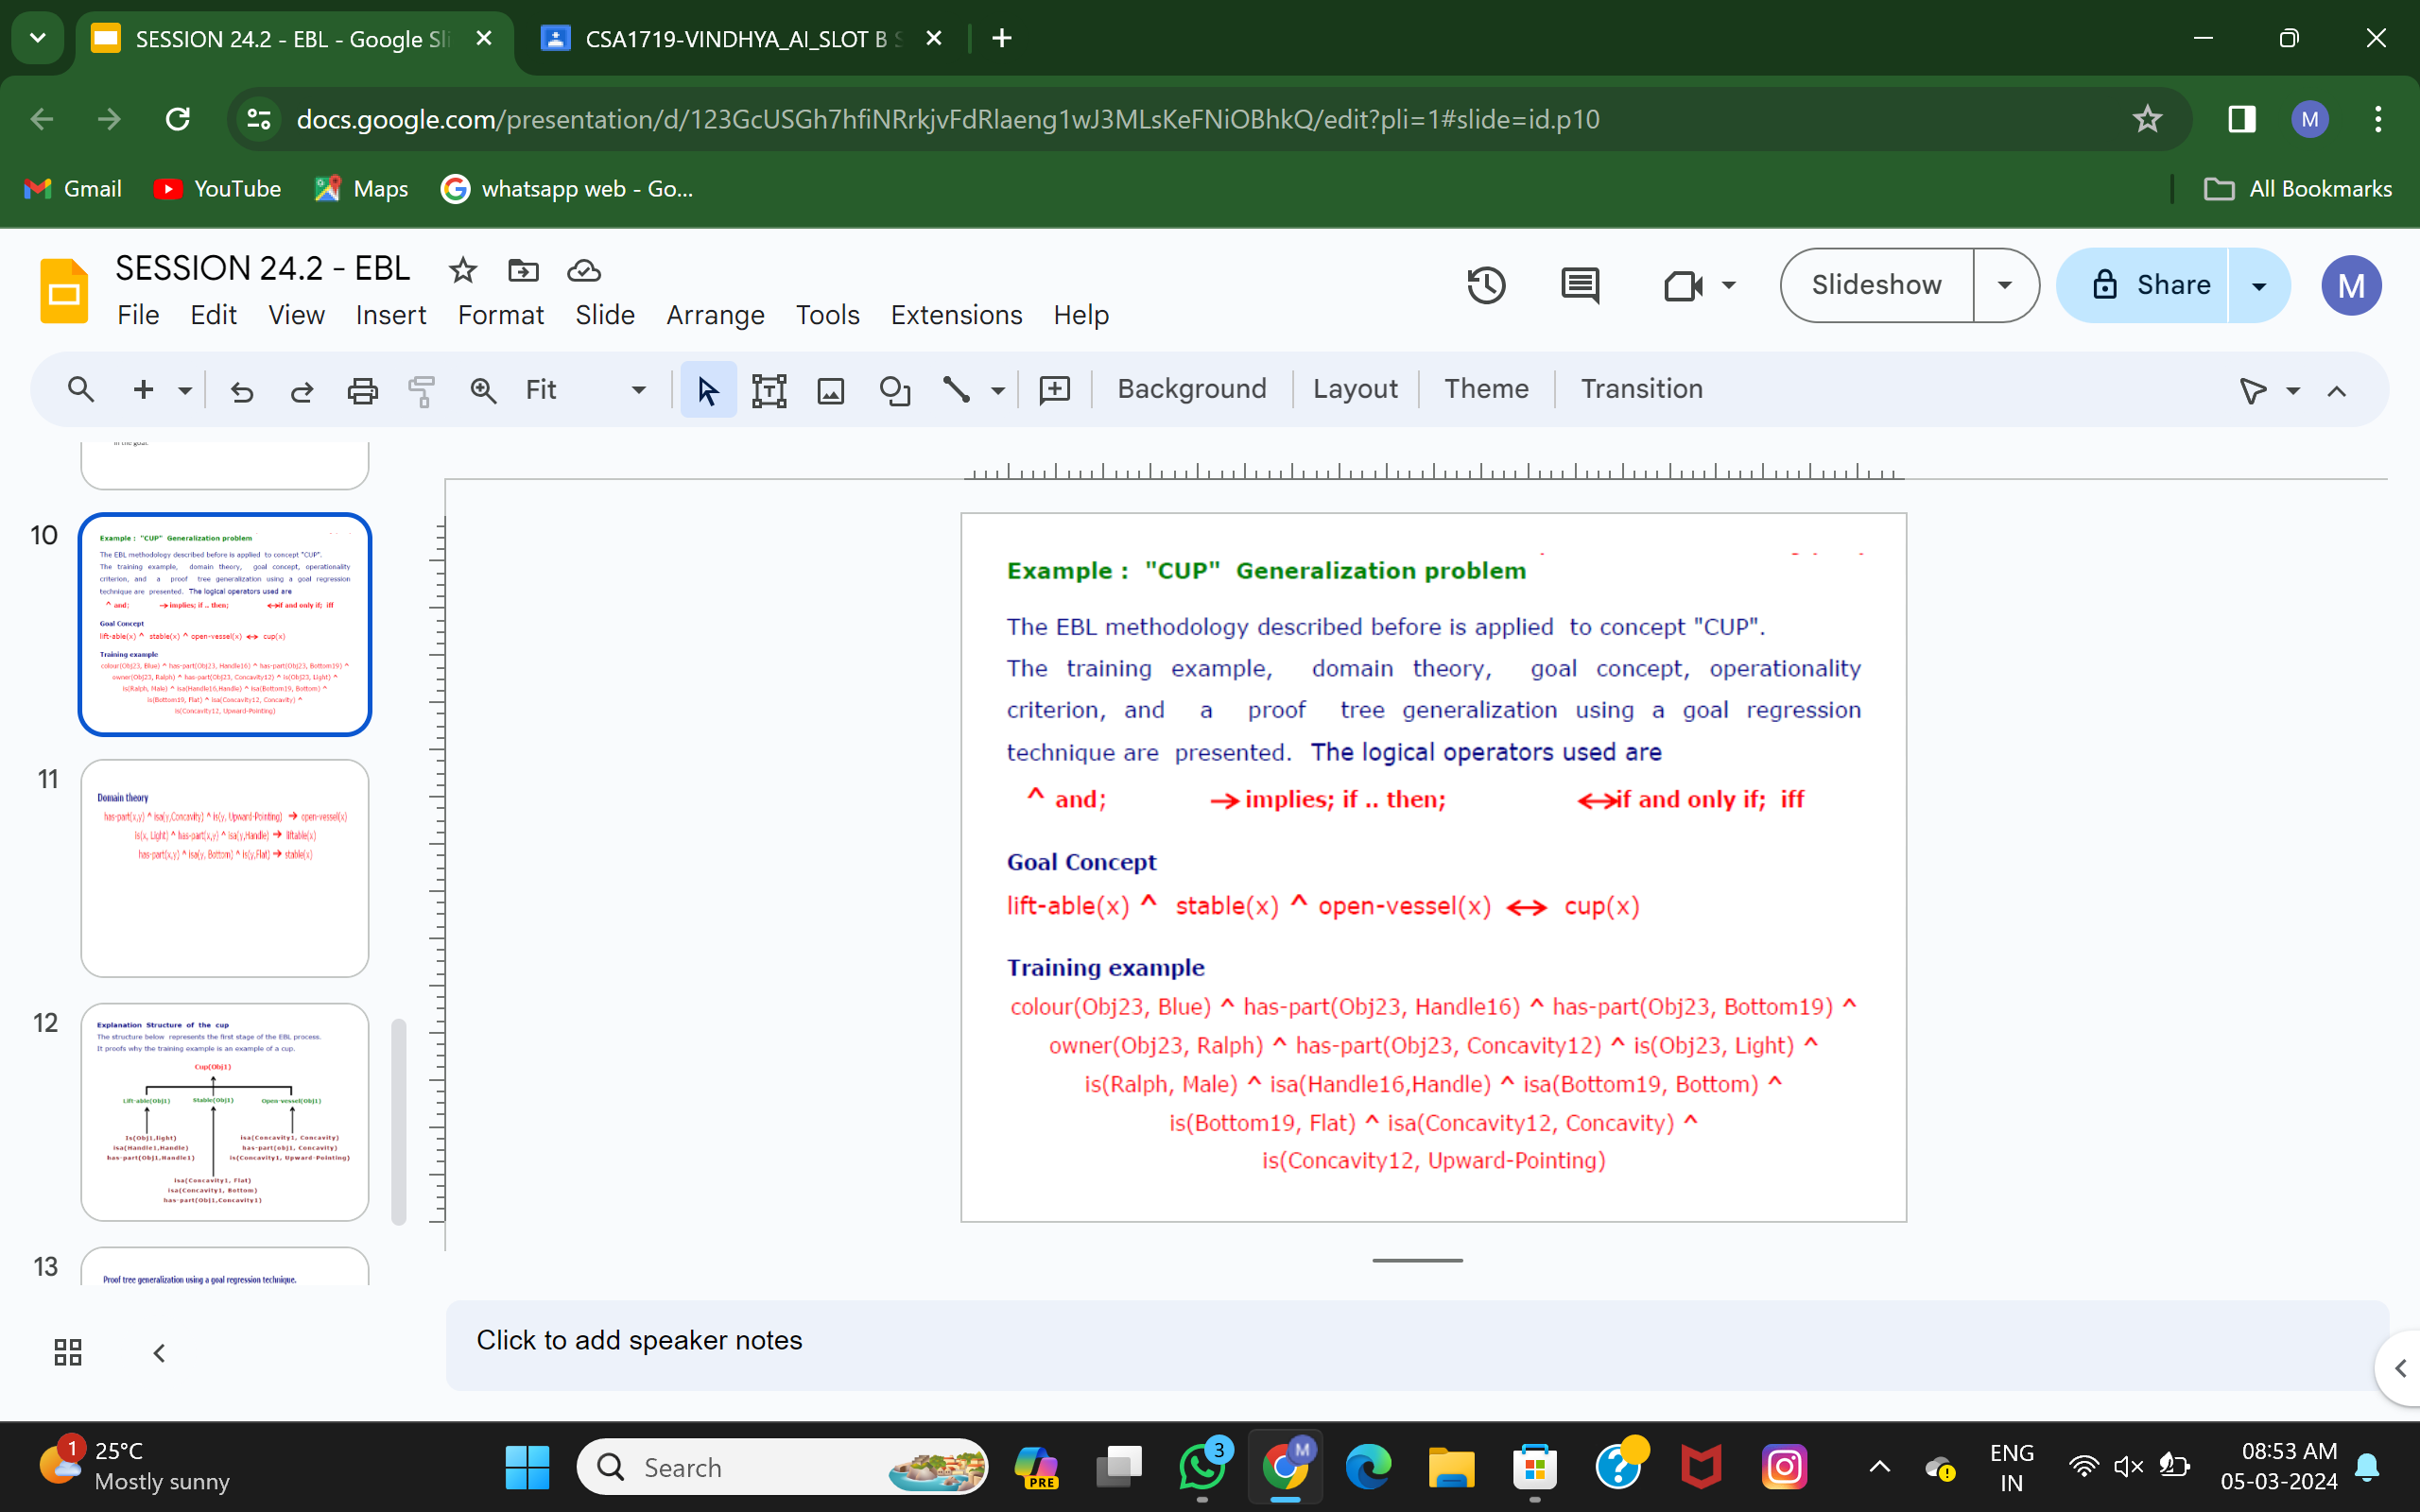 SESSION 24.2 - EBL - Google Sli
CSA1719-VINDHYA_AI_SLOT B S
docs.google.com/presentation/d/123GcUSGh7hfiNRrkjvFdRlaeng1wJ3MLsKeFNiOBhkQ/edit?pli=1#slide=id.p10
M
Gmail
YouTube
Maps
whatsapp web - Go...
All Bookmarks
SESSION 24.2 - EBL
File Edit View Insert Format Slide Arrange Tools Extensions Help
Slideshow
Share
M
Fit
Background
Layout
Theme
Transition
in the goal.
10
Example : "CUP" Generalization problem
The EBL methodology described before is applied to concept "CUP".
The training example, domain theory, goal concept, operationality
criterion, and a proof tree generalization using a goal regression
technique are presented. The logical operators used are
^ and; → implies; if .. then; ↔if and only if; iff
Goal Concept
lift-able(x) ^ stable(x) ^ open-vessel(x) ↔ cup(x)
Training example
colour(Obj23, Blue) ^ has-part(Obj23, Handle16) ^ has-part(Obj23, Bottom19) ^
owner(Obj23, Ralph) ^ has-part(Obj23, Concavity12) ^ is(Obj23, Light) ^
is(Ralph, Male) ^ isa(Handle16,Handle) ^ isa(Bottom19, Bottom) ^
is(Bottom19, Flat) ^ isa(Concavity12, Concavity) ^
is(Concavity12, Upward-Pointing)
11
Domain theory
has-part(x,y) ^ isa(y,Concavity) ^ is(y, Upward-Pointing) → open-vessel(x)
is(x, Light) ^ has-part(x,y) ^ isa(y,Handle) → liftable(x)
has-part(x,y) ^ isa(y, Bottom) ^ is(y,Flat) → stable(x)
12
Explanation Structure of the cup
The structure below represents the first stage of the EBL process.
It proofs why the training example is an example of a cup.
Cup(Obj1)
Lift-able(Obj1) Stable(Obj1) Open-vessel(Obj1)
Is(Obj1,light) isa(Concavity1, Concavity)
isa(Handle1,Handle) has-part(obj1, Concavity)
has-part(Obj1,Handle1) is(Concavity1, Upward-Pointing)
isa(Concavity1, Flat)
isa(Concavity1, Bottom)
has-part(Obj1,Concavity1)
13
Proof tree generalization using a goal regression technique.
Example : "CUP" Generalization problem
The EBL methodology described before is applied to concept "CUP".
The training example, domain theory, goal concept, operationality
criterion, and a proof tree generalization using a goal regression
technique are presented. The logical operators used are
^ and; → implies; if .. then; ↔if and only if; iff
Goal Concept
lift-able(x) ^ stable(x) ^ open-vessel(x) ↔ cup(x)
Training example
colour(Obj23, Blue) ^ has-part(Obj23, Handle16) ^ has-part(Obj23, Bottom19) ^
owner(Obj23, Ralph) ^ has-part(Obj23, Concavity12) ^ is(Obj23, Light) ^
is(Ralph, Male) ^ isa(Handle16,Handle) ^ isa(Bottom19, Bottom) ^
is(Bottom19, Flat) ^ isa(Concavity12, Concavity) ^
is(Concavity12, Upward-Pointing)
Click to add speaker notes
1
25°C
Mostly sunny
Search
PRE
3
M
ENG
IN
08:53 AM
05-03-2024